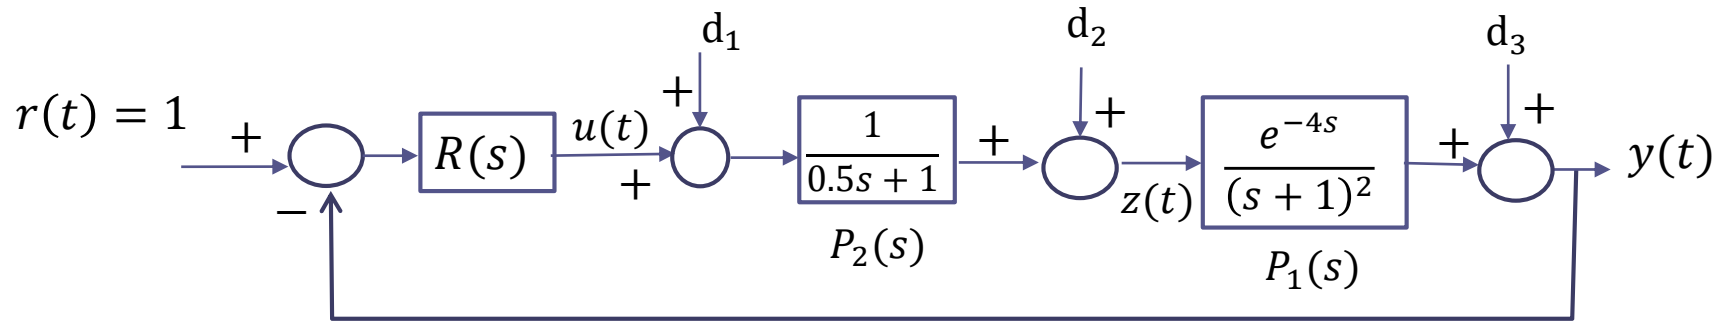 d₁
d₂
d₃
r(t) = 1
+
−
R(s)
u(t)
+
+
1
0.5s + 1
P₂(s)
+
+
z(t)
e⁻⁴ˢ
(s + 1)²
P₁(s)
+
+
y(t)